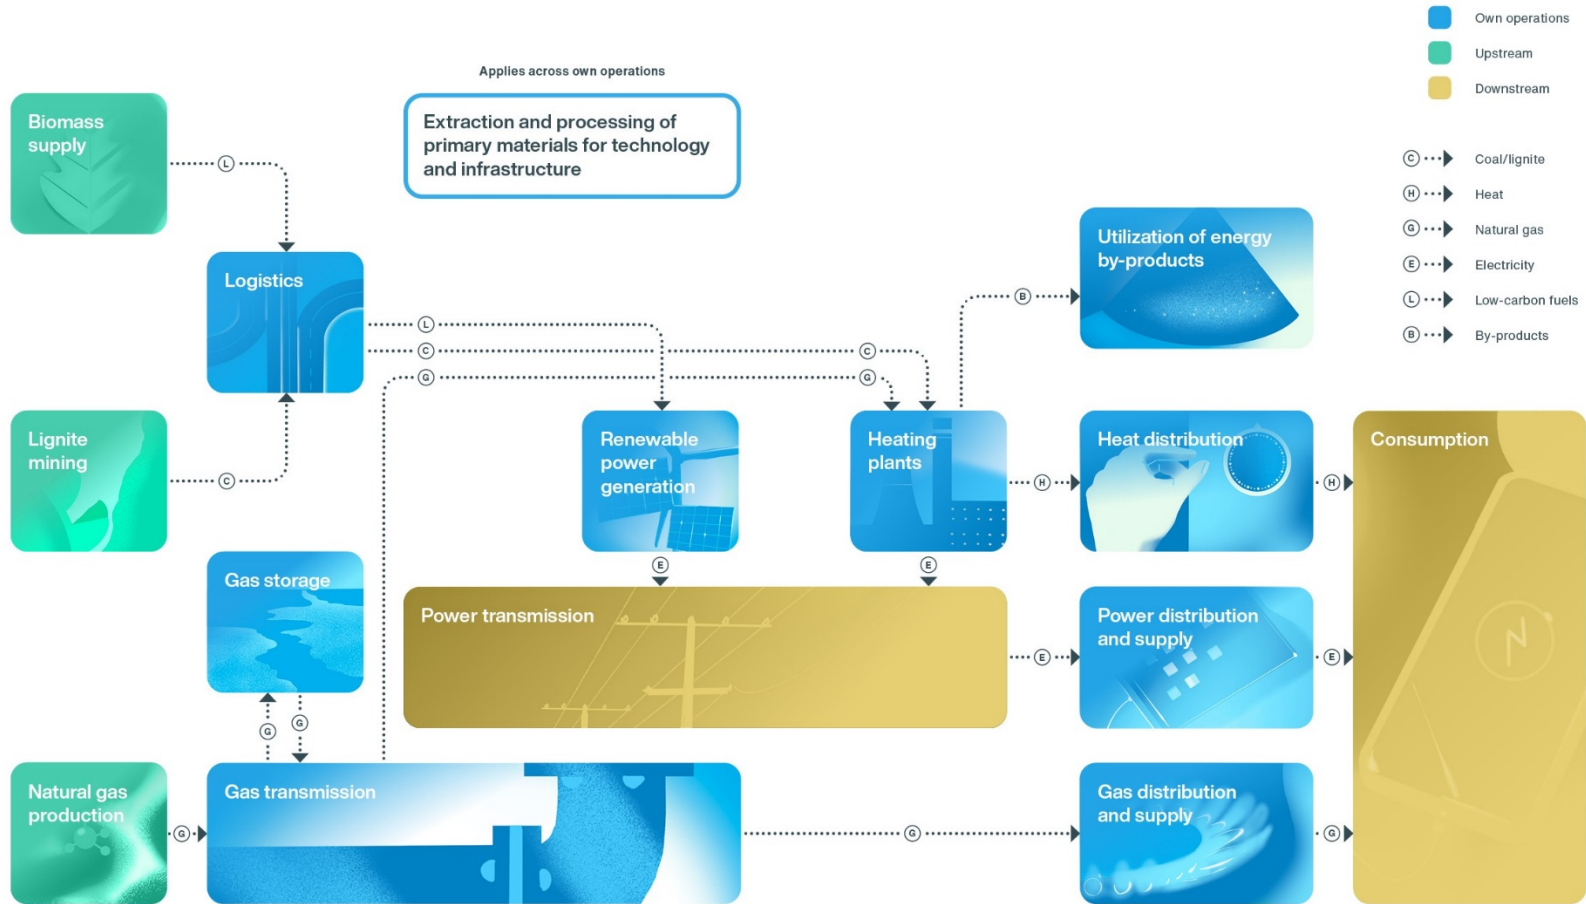 Own operations
Upstream
Downstream
Applies across own operations
Extraction and processing of
primary materials for technology
and infrastructure
Biomass
supply
L
Logistics
C
Coal/lignite
H
Heat
G
Natural gas
E
Electricity
L
Low-carbon fuels
B
By-products
Utilization of energy
by-products
B
L
C
C
G
G
Lignite
mining
C
Renewable
power
generation
Heating
plants
H
Heat distribution
H
Consumption
Gas storage
E
E
Power transmission
E
Power distribution
and supply
E
N
G
G
Natural gas
production
G
Gas transmission
G
Gas distribution
and supply
G